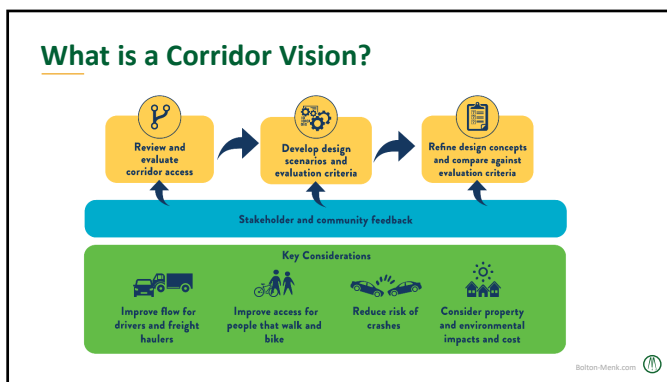 What is a Corridor Vision?
Review and
evaluate
corridor access
Develop design
scenarios and
evaluation criteria
Refine design concepts
and compare against
evaluation criteria
Stakeholder and community feedback
Key Considerations
Improve flow for
drivers and freight
haulers
Improve access for
people that walk and
bike
Reduce risk of
crashes
Consider property
and environmental
impacts and cost
Bolton-Menk.com